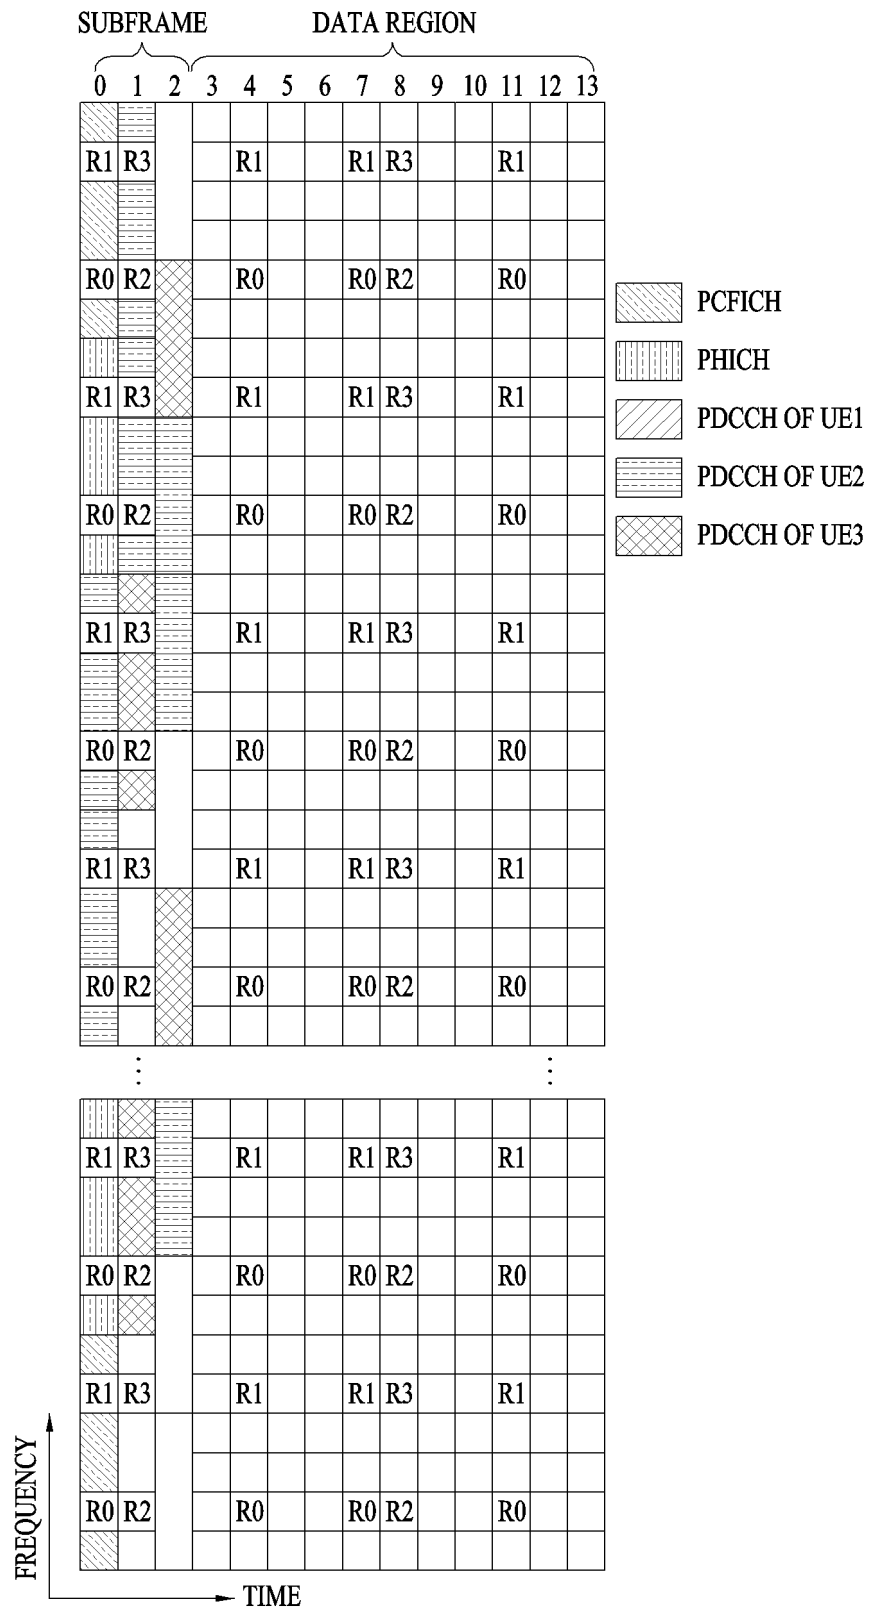 SUBFRAME DATA REGION
0 1 2 3 4 5 6 7 8 9 10 11 12 13
R1 R3 R1 R1 R3 R1
R0 R2 R0 R0 R2 R0
PCFICH
PHICH
R1 R3 R1 R1 R3 R1
PDCCH OF UE1
PDCCH OF UE2
R0 R2 R0 R0 R2 R0
PDCCH OF UE3
R1 R3 R1 R1 R3 R1
R0 R2 R0 R0 R2 R0
R1 R3 R1 R1 R3 R1
R0 R2 R0 R0 R2 R0
⋮ ⋮
R1 R3 R1 R1 R3 R1
R0 R2 R0 R0 R2 R0
R1 R3 R1 R1 R3 R1
R0 R2 R0 R0 R2 R0
FREQUENCY
TIME